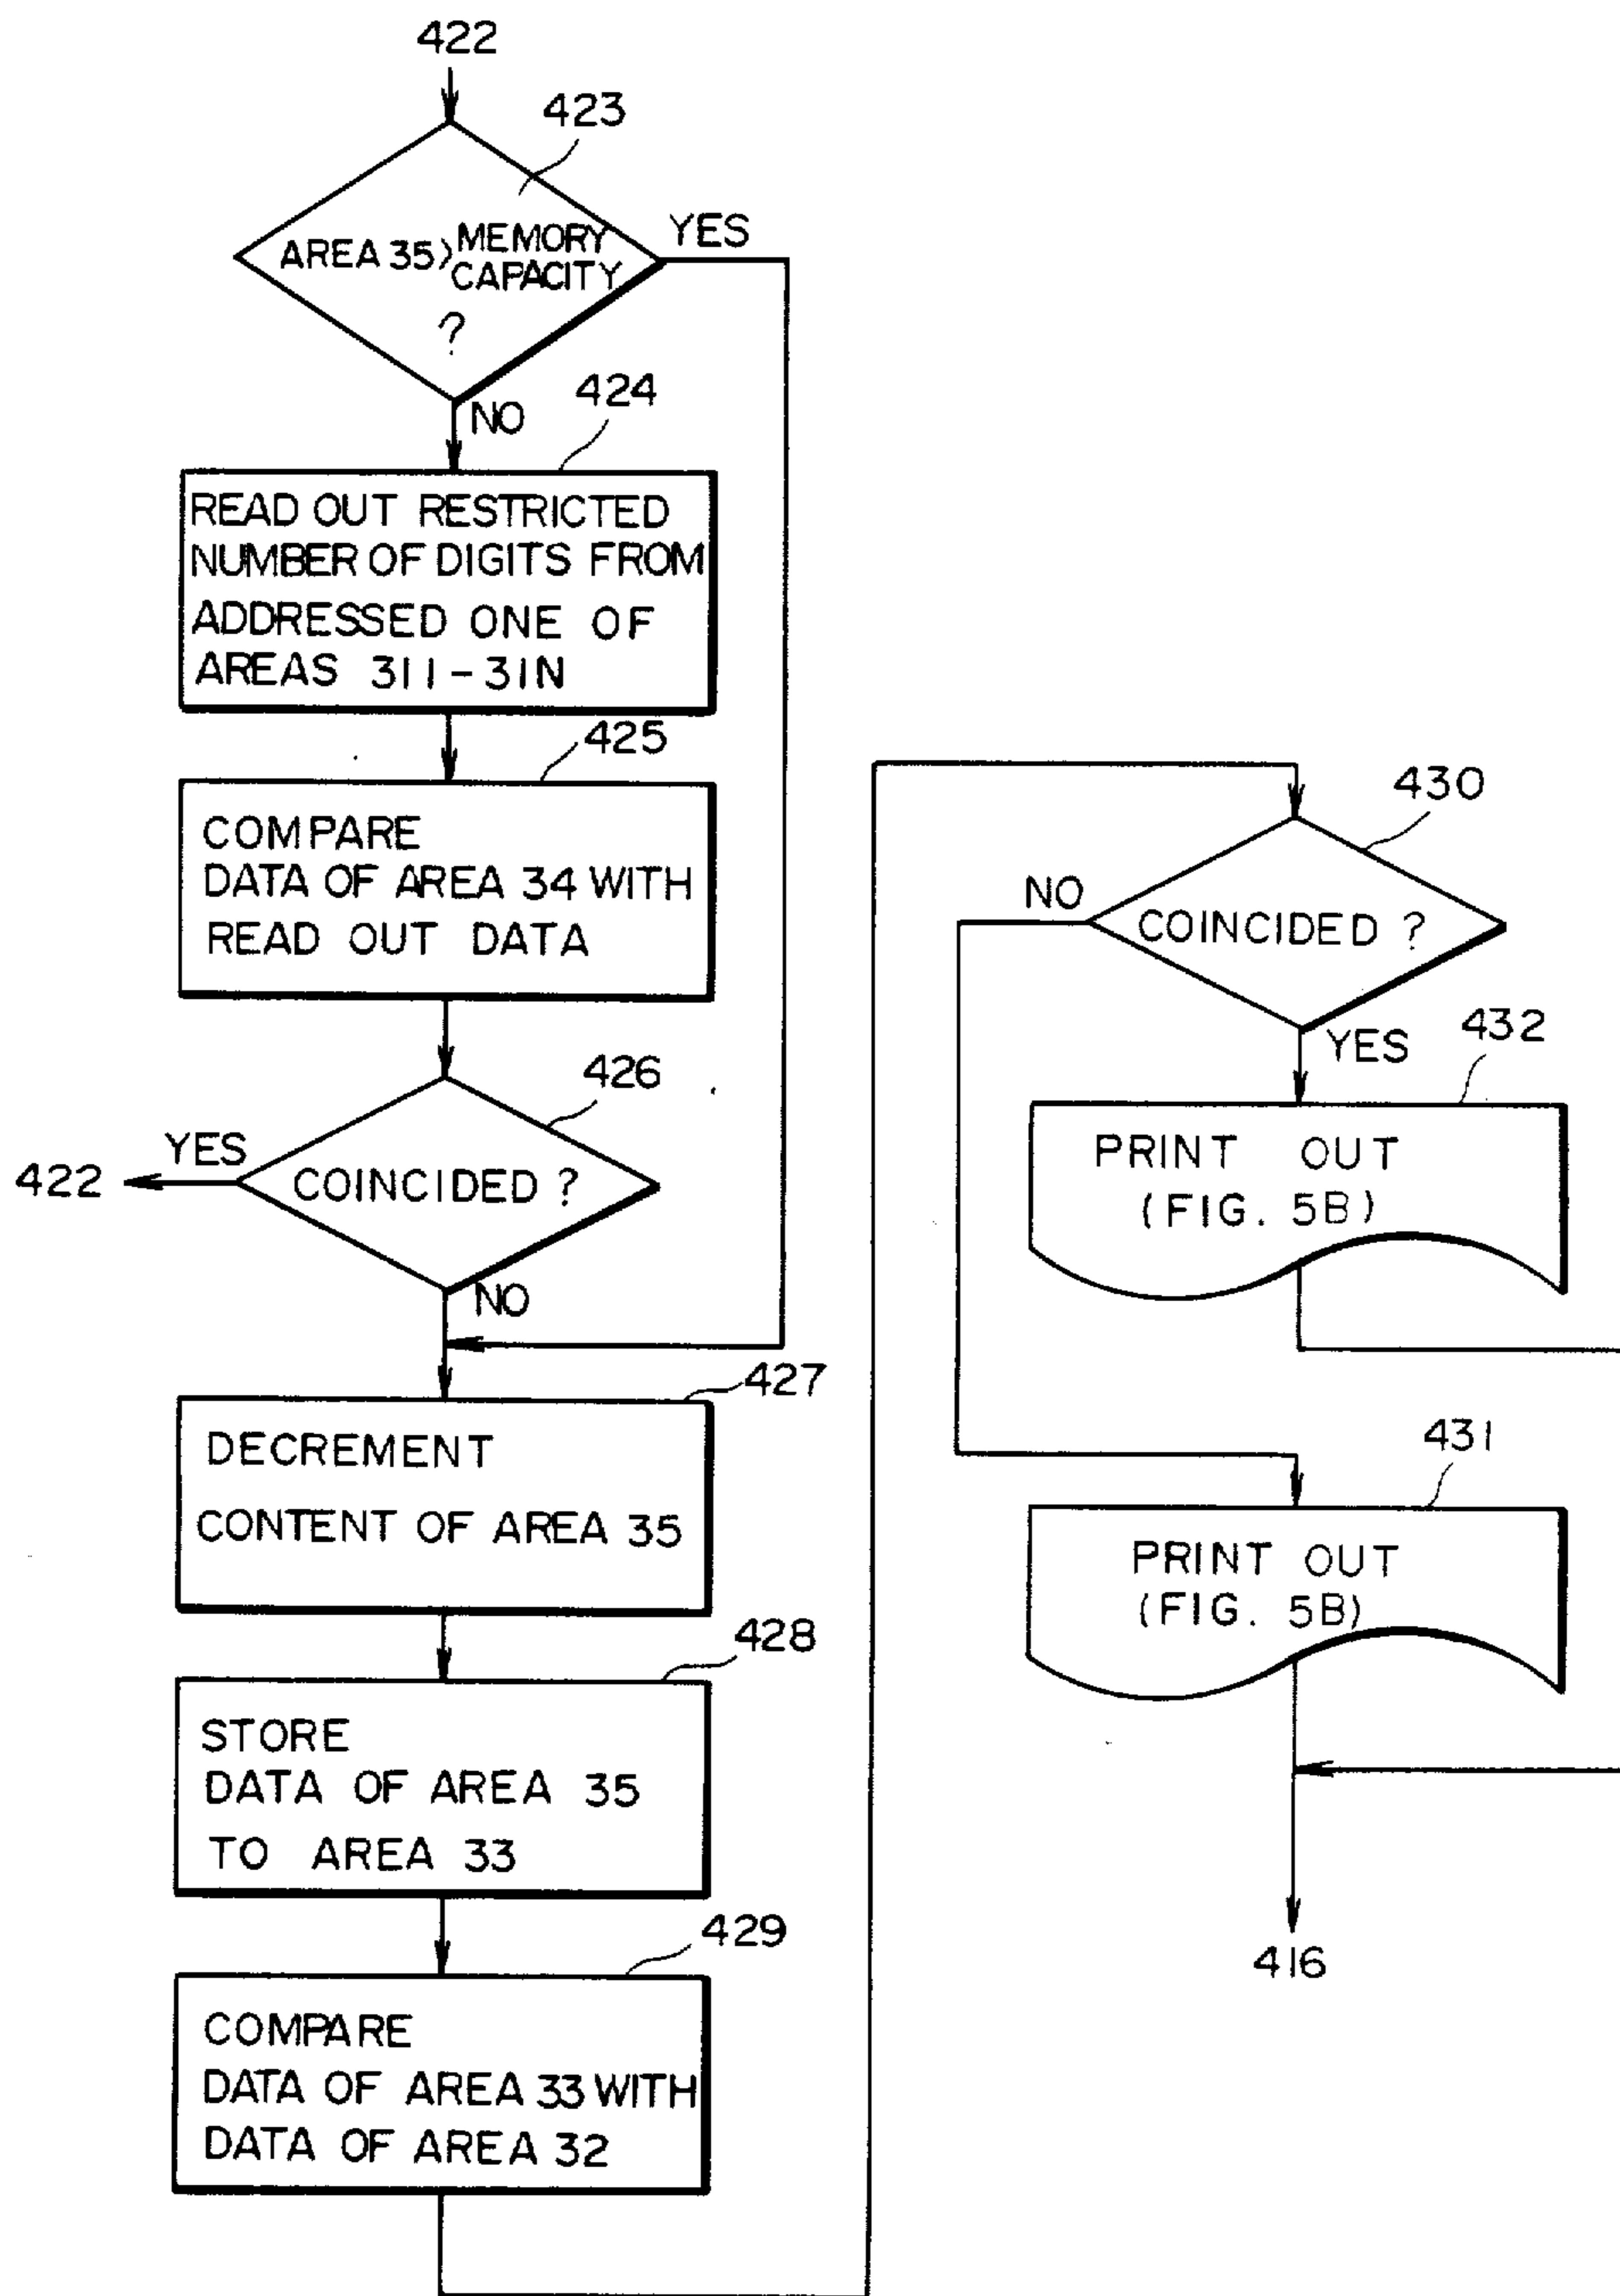 422
423
AREA 35>MEMORY CAPACITY
?
YES
NO
424
READ OUT RESTRICTED
NUMBER OF DIGITS FROM
ADDRESSED ONE OF
AREAS 311-31N
425
COMPARE
DATA OF AREA 34 WITH
READ OUT DATA
426
YES
422
COINCIDED ?
NO
427
DECREMENT
CONTENT OF AREA 35
428
STORE
DATA OF AREA 35
TO AREA 33
429
COMPARE
DATA OF AREA 33 WITH
DATA OF AREA 32
430
NO
COINCIDED ?
YES
432
PRINT OUT
(FIG. 5B)
431
PRINT OUT
(FIG. 5B)
416